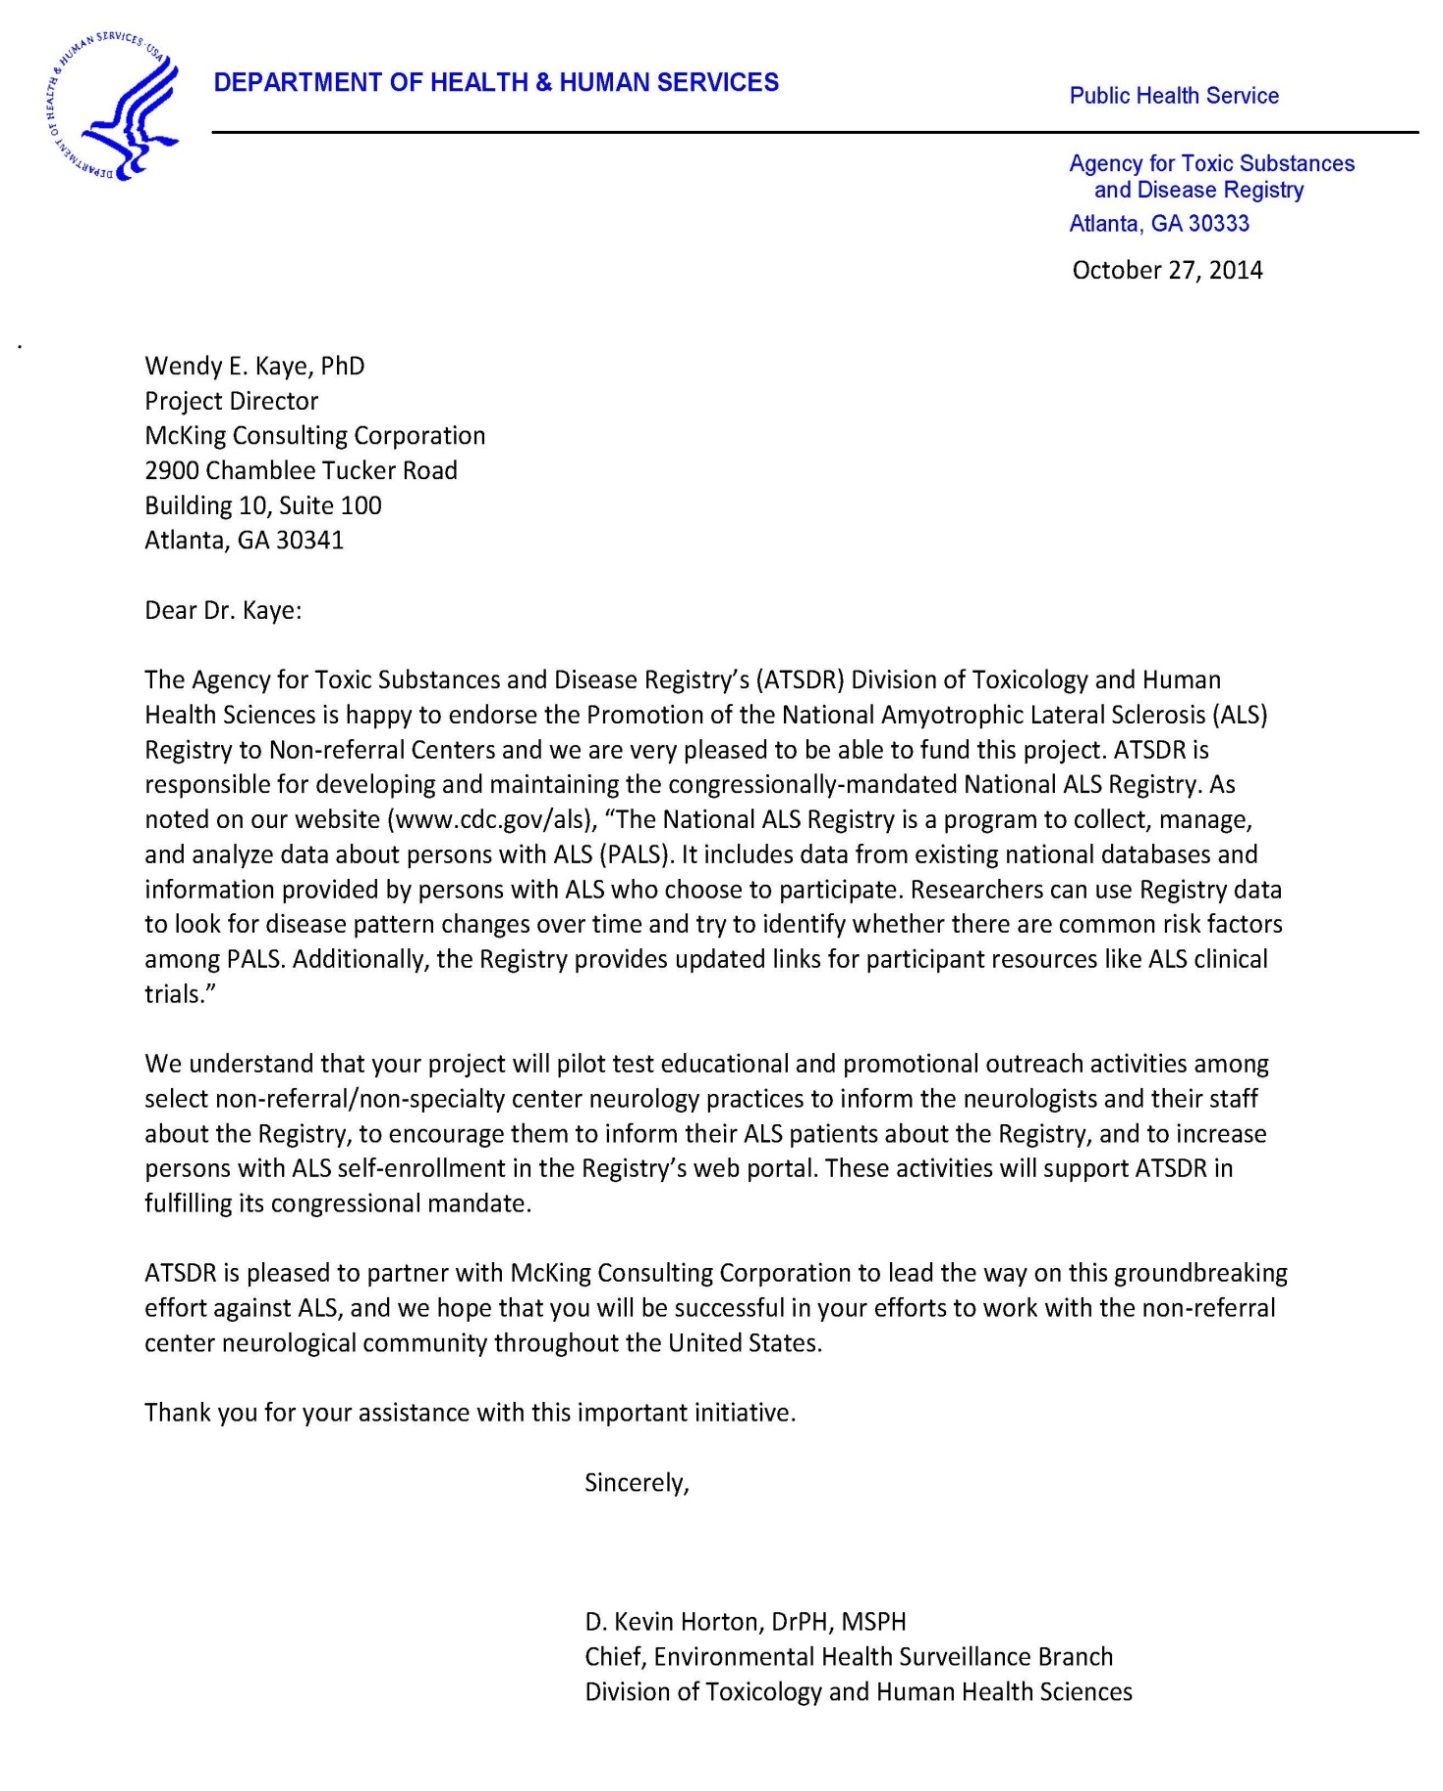 DEPARTMENT OF HEALTH & HUMAN SERVICES·USA
DEPARTMENT OF HEALTH & HUMAN SERVICES
Public Health Service
Agency for Toxic Substances
and Disease Registry
Atlanta, GA 30333
October 27, 2014
Wendy E. Kaye, PhD
Project Director
McKing Consulting Corporation
2900 Chamblee Tucker Road
Building 10, Suite 100
Atlanta, GA 30341
Dear Dr. Kaye:
The Agency for Toxic Substances and Disease Registry’s (ATSDR) Division of Toxicology and Human
Health Sciences is happy to endorse the Promotion of the National Amyotrophic Lateral Sclerosis (ALS)
Registry to Non-referral Centers and we are very pleased to be able to fund this project. ATSDR is
responsible for developing and maintaining the congressionally-mandated National ALS Registry. As
noted on our website (www.cdc.gov/als), “The National ALS Registry is a program to collect, manage,
and analyze data about persons with ALS (PALS). It includes data from existing national databases and
information provided by persons with ALS who choose to participate. Researchers can use Registry data
to look for disease pattern changes over time and try to identify whether there are common risk factors
among PALS. Additionally, the Registry provides updated links for participant resources like ALS clinical
trials.”
We understand that your project will pilot test educational and promotional outreach activities among
select non-referral/non-specialty center neurology practices to inform the neurologists and their staff
about the Registry, to encourage them to inform their ALS patients about the Registry, and to increase
persons with ALS self-enrollment in the Registry’s web portal. These activities will support ATSDR in
fulfilling its congressional mandate.
ATSDR is pleased to partner with McKing Consulting Corporation to lead the way on this groundbreaking
effort against ALS, and we hope that you will be successful in your efforts to work with the non-referral
center neurological community throughout the United States.
Thank you for your assistance with this important initiative.
Sincerely,
D. Kevin Horton, DrPH, MSPH
Chief, Environmental Health Surveillance Branch
Division of Toxicology and Human Health Sciences